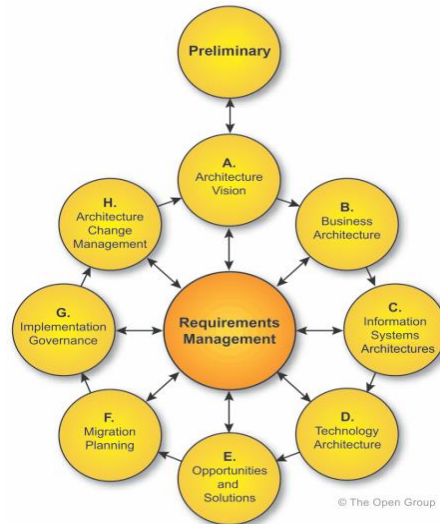 Preliminary
A.
Architecture
Vision
B.
Business
Architecture
C.
Information
Systems
Architectures
D.
Technology
Architecture
E.
Opportunities
and
Solutions
F.
Migration
Planning
G.
Implementation
Governance
H.
Architecture
Change
Management
Requirements
Management
© The Open Group